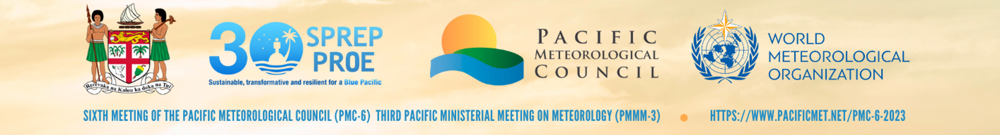 Rerevaka na Kalou ka doka na Tui
30 SPREP
PROE
Sustainable, transformative and resilient for a Blue Pacific
PACIFIC
METEOROLOGICAL
COUNCIL
WORLD
METEOROLOGICAL
ORGANIZATION
SIXTH MEETING OF THE PACIFIC METEOROLOGICAL COUNCIL (PMC-6) THIRD PACIFIC MINISTERIAL MEETING ON METEOROLOGY (PMMM-3) HTTPS://WWW.PACIFICMET.NET/PMC-6-2023